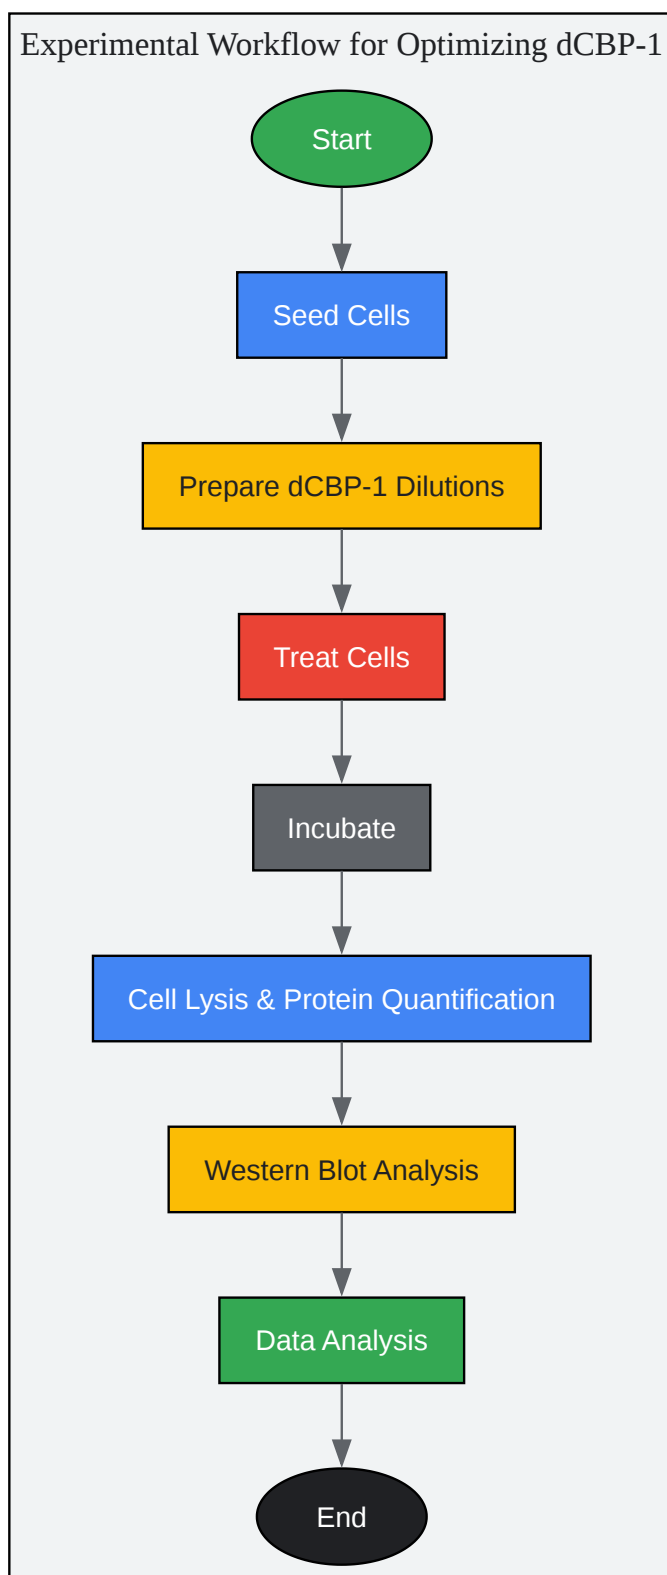 Experimental Workflow for Optimizing dCBP-1
Start
Seed Cells
Prepare dCBP-1 Dilutions
Treat Cells
Incubate
Cell Lysis & Protein Quantification
Western Blot Analysis
Data Analysis
End